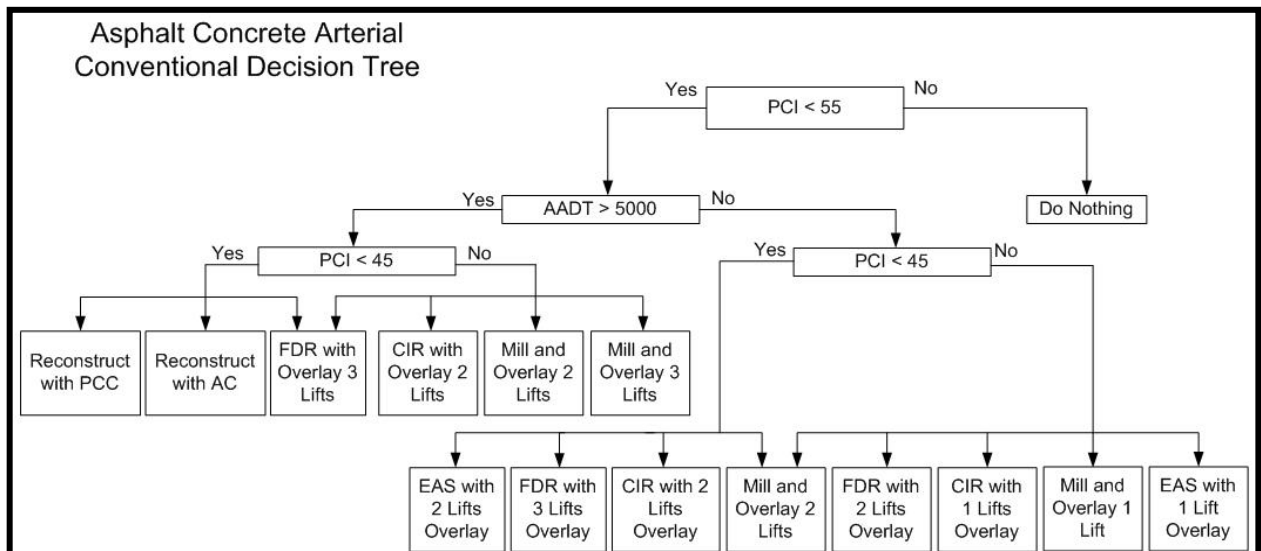 Asphalt Concrete Arterial
Conventional Decision Tree
Yes
PCI < 55
No
Yes
AADT > 5000
No
Do Nothing
Yes
PCI < 45
No
Yes
PCI < 45
No
Reconstruct
with PCC
Reconstruct
with AC
FDR with
Overlay 3
Lifts
CIR with
Overlay 2
Lifts
Mill and
Overlay 2
Lifts
Mill and
Overlay 3
Lifts
EAS with
2 Lifts
Overlay
FDR with
3 Lifts
Overlay
CIR with 2
Lifts
Overlay
Mill and
Overlay 2
Lifts
FDR with
2 Lifts
Overlay
CIR with
1 Lifts
Overlay
Mill and
Overlay 1
Lift
EAS with
1 Lift
Overlay